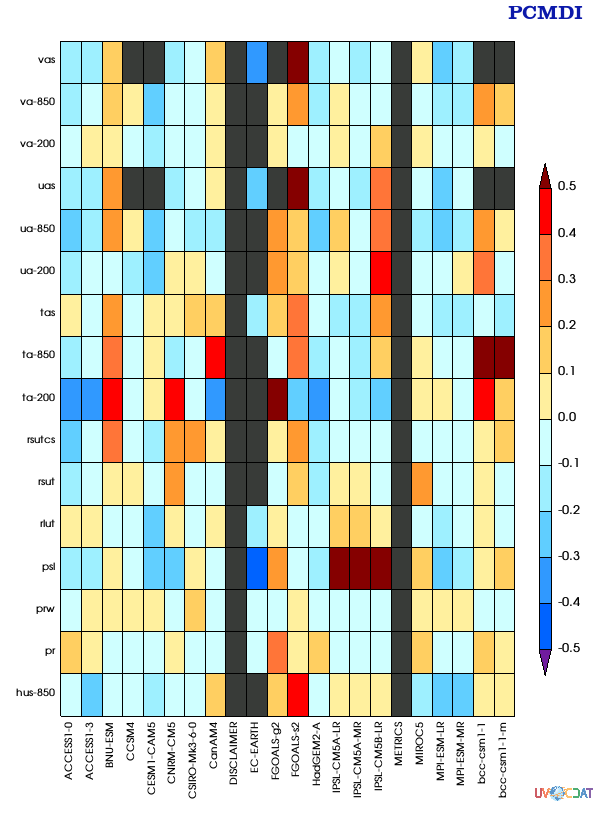 PCMDI
vas
va-850
va-200
uas
ua-850
ua-200
tas
ta-850
ta-200
rsutcs
rsut
rlut
psl
prw
pr
hus-850
0.5
0.4
0.3
0.2
0.1
0.0
-0.1
-0.2
-0.3
-0.4
-0.5
ACCESS1-0
ACCESS1-3
BNU-ESM
CCSM4
CESM1-CAM5
CNRM-CM5
CSIRO-Mk3-6-0
CanAM4
DISCLAIMER
EC-EARTH
FGOALS-g2
FGOALS-s2
HadGEM2-A
IPSL-CM5A-LR
IPSL-CM5A-MR
IPSL-CM5B-LR
METRICS
MIROC5
MPI-ESM-LR
MPI-ESM-MR
bcc-csm1-1
bcc-csm1-1-m
UV CDAT